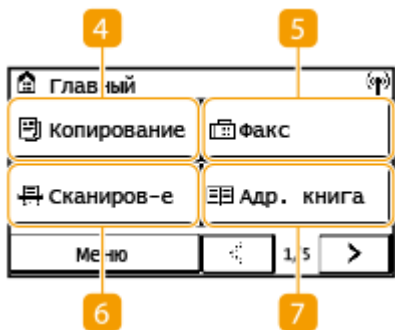 4 5
Главный
Копирование Факс
Сканиров-е Адр. книга
Меню 1/5 >
6 7